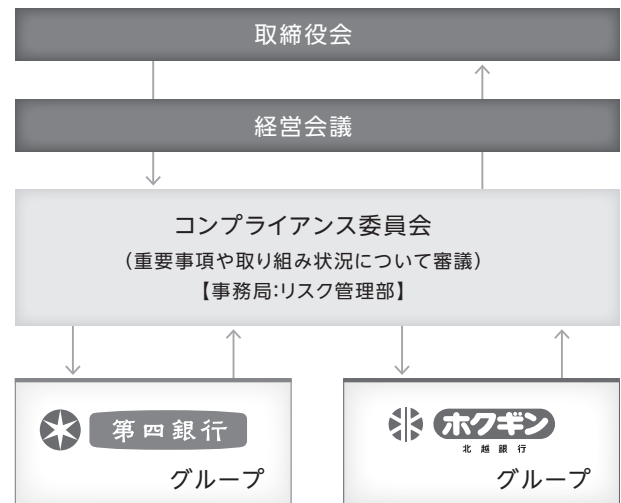 取締役会
経営会議
コンプライアンス委員会
(重要事項や取り組み状況について審議)
【事務局:リスク管理部】
第四銀行
グループ
ホクギン
北越銀行
グループ